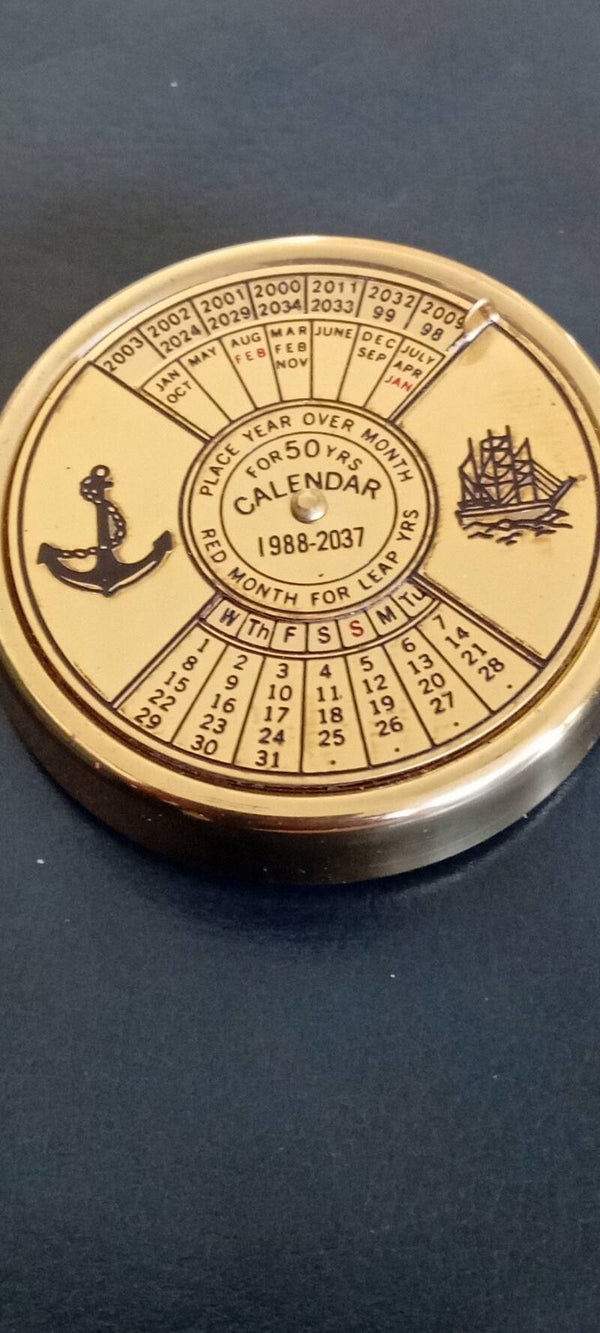 2003 2002 2001 2000 2011 2032 2009
2024 2029 2034 2033 99 98
JAN MAY AUG MAR JUNE DEC JULY
OCT FEB FEB SEP APR
NOV JAN
PLACE YEAR OVER MONTH
FOR 50 YRS
CALENDAR
1988-2037
RED MONTH FOR LEAP YRS
W Th F S S M Tu
1 2 3 4 5 6 7
8 9 10 11 12 13 14
15 16 17 18 19 20 21
22 23 24 25 26 27 28
29 30 31